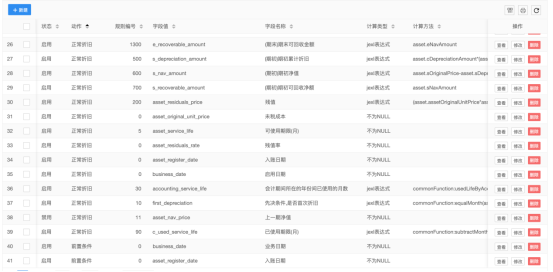 + 新增
状态 动作 规则编号 字段值 字段名称 计算类型 计算方法 操作
26 启用 正常折旧 1300 e_recoverable_amount (期末)期末可收回金额 jexl表达式 asset.eNavAmount 查看 修改 删除
27 启用 正常折旧 500 s_depreciation_amount (期初)期初累计折旧 jexl表达式 asset.cDepreciationAmount*(ass 查看 修改 删除
28 启用 正常折旧 600 s_nav_amount (期初)期初净值 jexl表达式 asset.sOriginalPrice-asset.sDepr 查看 修改 删除
29 启用 正常折旧 700 s_recoverable_amount (期初)期初可回收净额 jexl表达式 asset.sNavAmount 查看 修改 删除
30 启用 正常折旧 200 asset_residuals_price 残值 jexl表达式 (asset.assetOriginalUnitPrice*ass 查看 修改 删除
31 启用 正常折旧 0 asset_original_unit_price 未税成本 不为NULL 查看 修改 删除
32 启用 正常折旧 5 asset_service_life 可使用期限(月) 不为NULL 查看 修改 删除
33 启用 正常折旧 0 asset_residuals_rate 残值率 不为NULL 查看 修改 删除
34 启用 正常折旧 0 asset_register_date 入账日期 不为NULL 查看 修改 删除
35 启用 正常折旧 0 business_date 启用日期 不为NULL 查看 修改 删除
36 启用 正常折旧 30 accounting_service_life 会计期间所在的年份间已使用的月数 jexl表达式 commonFunction:usedLifeByAc 查看 修改 删除
37 启用 正常折旧 10 first_depreciation 先决条件,是否首次折旧 jexl表达式 commonFunction:equalMonth(a 查看 修改 删除
38 禁用 正常折旧 11 asset_nav_price 上一期净值 不为NULL 查看 修改 删除
39 启用 正常折旧 90 c_used_service_life 已使用期限(月) jexl表达式 commonFunction:subtractMonth 查看 修改 删除
40 启用 前置条件 0 business_date 业务日期 不为NULL 查看 修改 删除
41 启用 前置条件 0 asset_register_date 入账日期 不为NULL 查看 修改 删除